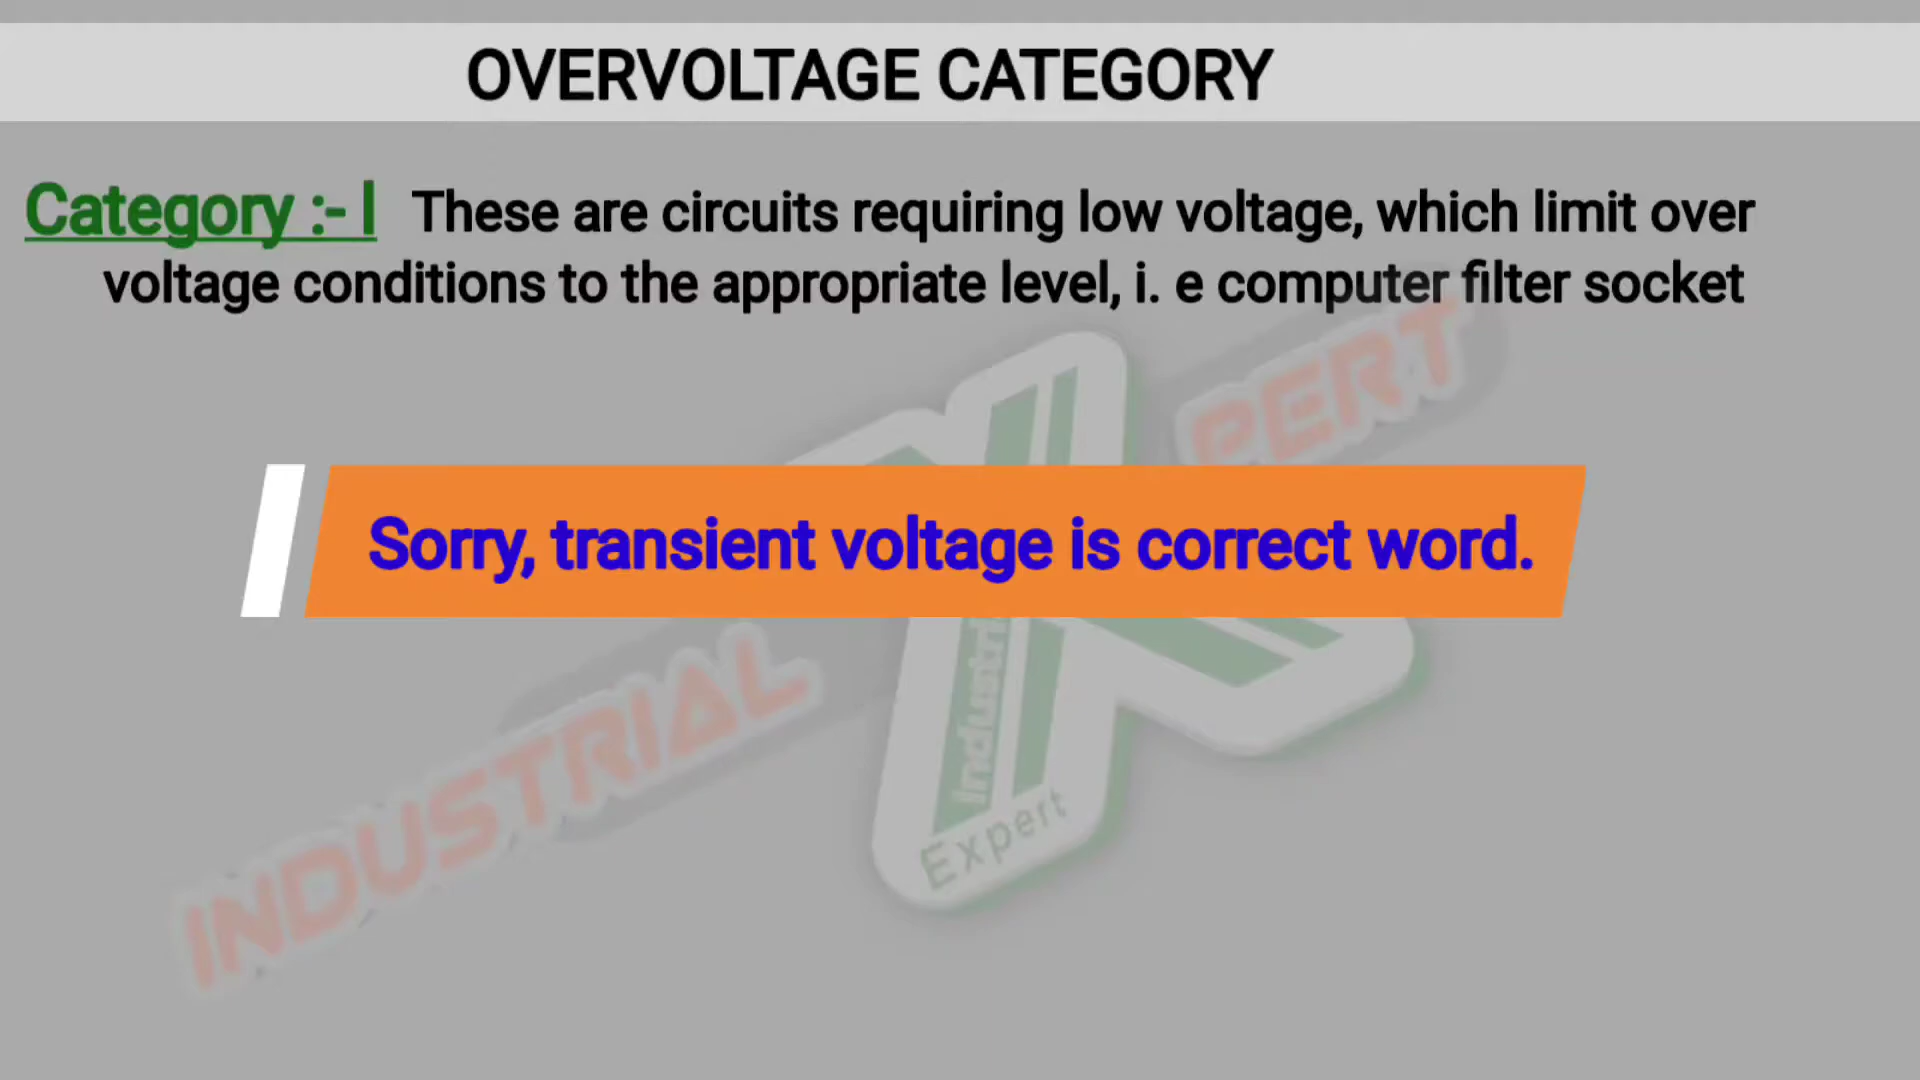 OVERVOLTAGE CATEGORY
Category :- I These are circuits requiring low voltage, which limit over
voltage conditions to the appropriate level, i. e computer filter socket
PERT
Sorry, transient voltage is correct word.
INDUSTRIAL
Industri
Expert